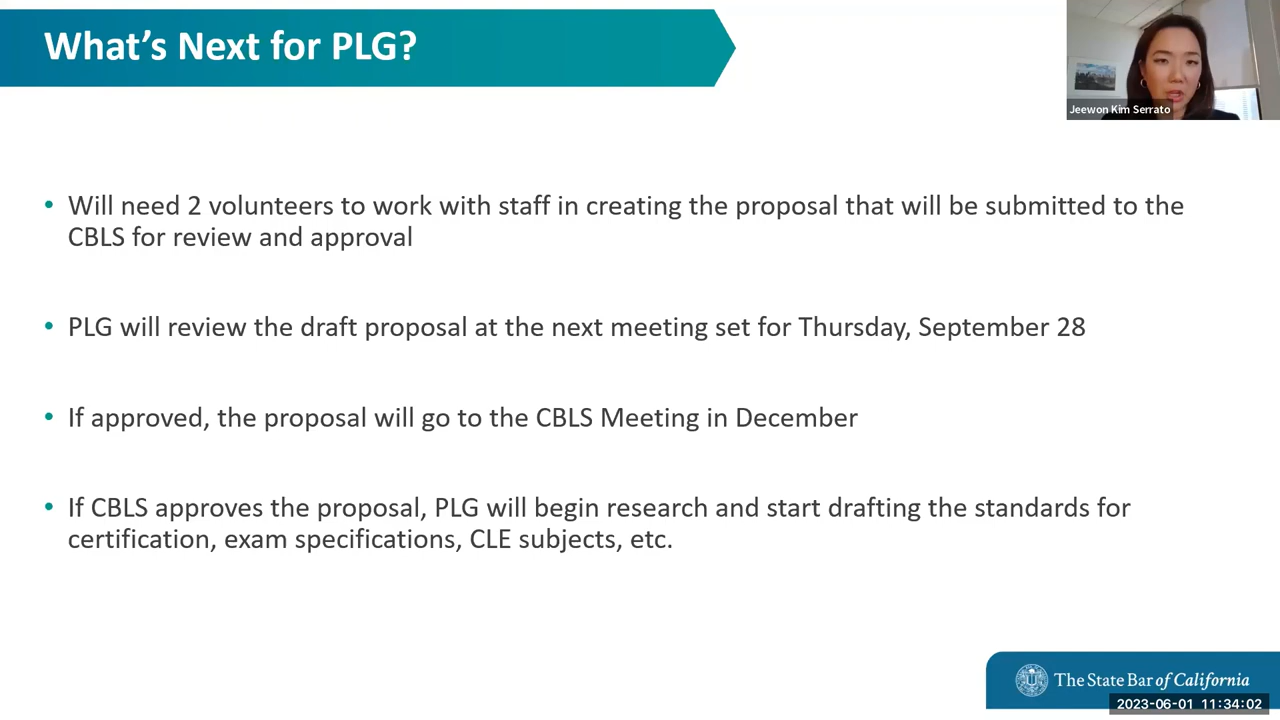 What's Next for PLG?
Jeewon Kim Serrato
• Will need 2 volunteers to work with staff in creating the proposal that will be submitted to the
CBLS for review and approval
• PLG will review the draft proposal at the next meeting set for Thursday, September 28
• If approved, the proposal will go to the CBLS Meeting in December
• If CBLS approves the proposal, PLG will begin research and start drafting the standards for
certification, exam specifications, CLE subjects, etc.
The State Bar of California
2023-06-01 11:34:02